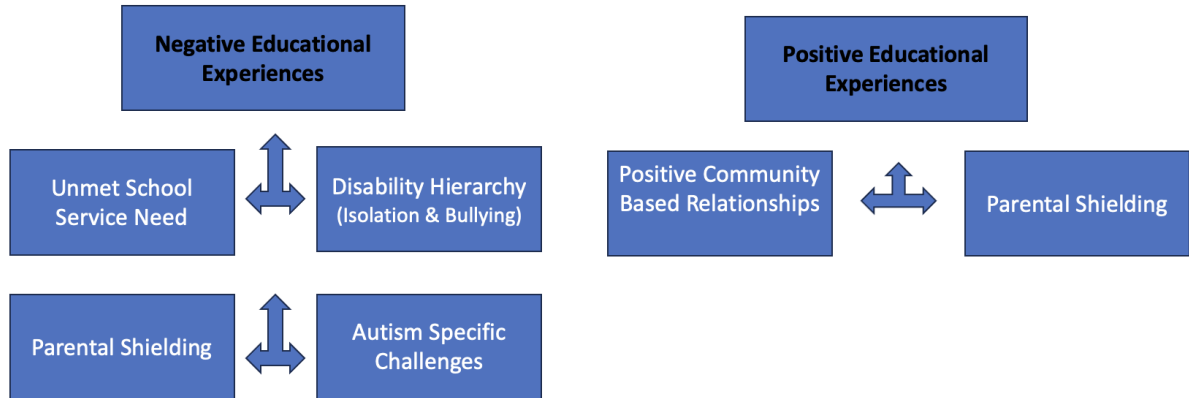 Negative Educational
Experiences
Positive Educational
Experiences
Unmet School
Service Need
Disability Hierarchy
(Isolation & Bullying)
Positive Community
Based Relationships
Parental Shielding
Parental Shielding
Autism Specific
Challenges